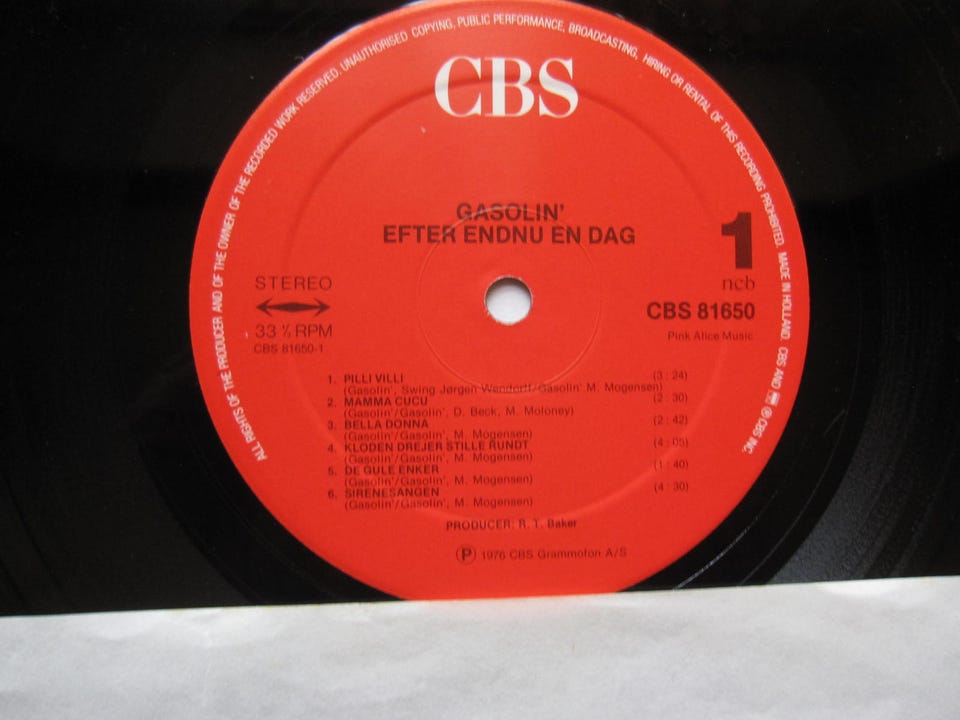 ALL RIGHTS OF THE PRODUCER AND OF THE OWNER OF THE RECORDED WORK RESERVED. UNAUTHORISED COPYING, PUBLIC PERFORMANCE, BROADCASTING, HIRING OR RENTAL OF THIS RECORDING PROHIBITED. MADE IN HOLLAND. CBS AND ® CBS INC.
CBS
GASOLIN'
EFTER ENDNU EN DAG
1
STEREO
ncb
33 ⅓ RPM
CBS 81650
CBS 81650-1
Pink Alice Music
1. PILLI VILLI (3 : 24)
(Gasolin', Swing Jørgen Wendorff/Gasolin' M. Mogensen)
2. MAMMA CUCU (2 : 30)
(Gasolin'/Gasolin', D. Beck, M. Moloney)
3. BELLA DONNA (2 : 42)
(Gasolin'/Gasolin', M. Mogensen)
4. KLODEN DREJER STILLE RUNDT (4 : 05)
(Gasolin'/Gasolin', M. Mogensen)
5. DE GULE ENKER (1 : 40)
(Gasolin'/Gasolin', M. Mogensen)
6. SIRENESANGEN (4 : 30)
(Gasolin'/Gasolin', M. Mogensen)
PRODUCER: R. T. Baker
Ⓟ 1976 CBS Grammofon A/S